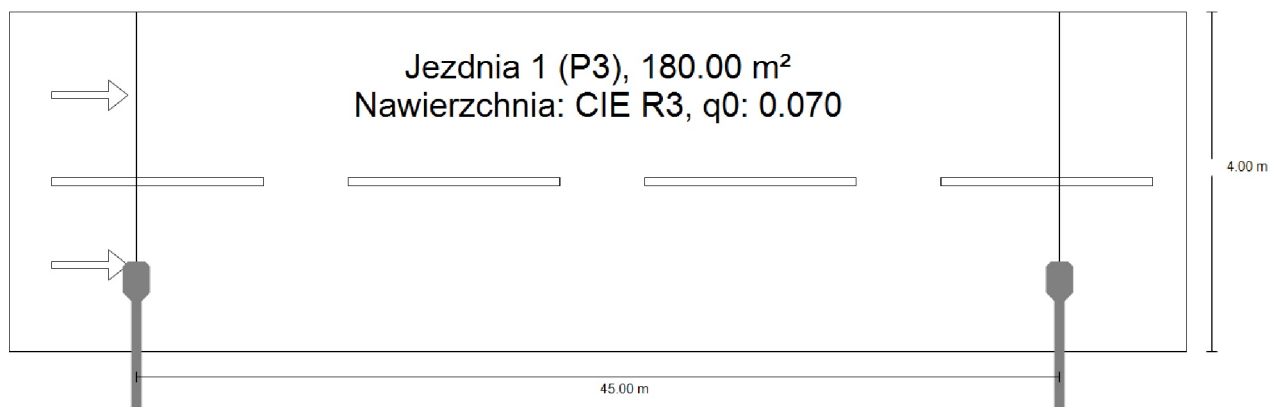 Jezdnia 1 (P3), 180.00 m²
Nawierzchnia: CIE R3, q0: 0.070
4.00 m
45.00 m